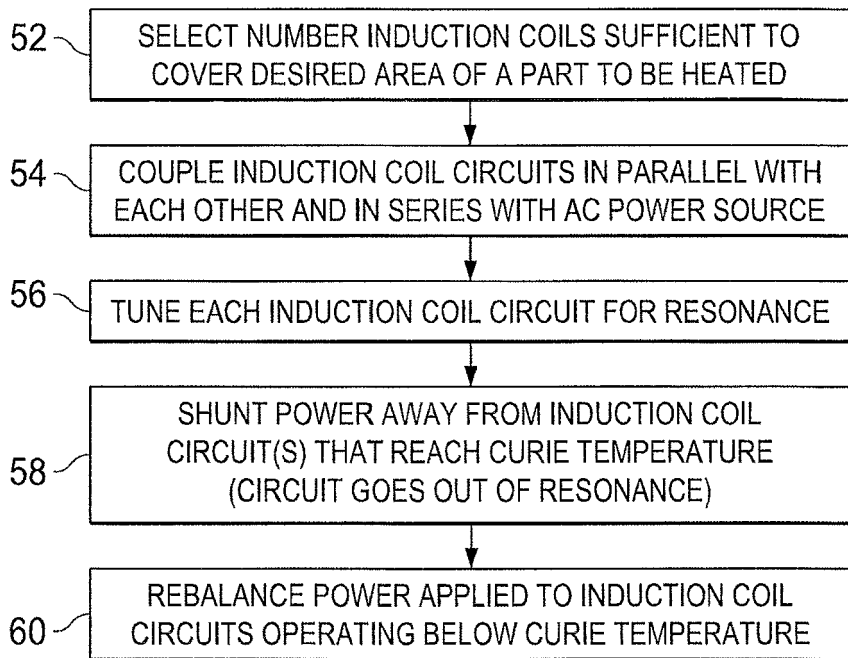 52
SELECT NUMBER INDUCTION COILS SUFFICIENT TO
COVER DESIRED AREA OF A PART TO BE HEATED
54
COUPLE INDUCTION COIL CIRCUITS IN PARALLEL WITH
EACH OTHER AND IN SERIES WITH AC POWER SOURCE
56
TUNE EACH INDUCTION COIL CIRCUIT FOR RESONANCE
58
SHUNT POWER AWAY FROM INDUCTION COIL
CIRCUIT(S) THAT REACH CURIE TEMPERATURE
(CIRCUIT GOES OUT OF RESONANCE)
60
REBALANCE POWER APPLIED TO INDUCTION COIL
CIRCUITS OPERATING BELOW CURIE TEMPERATURE